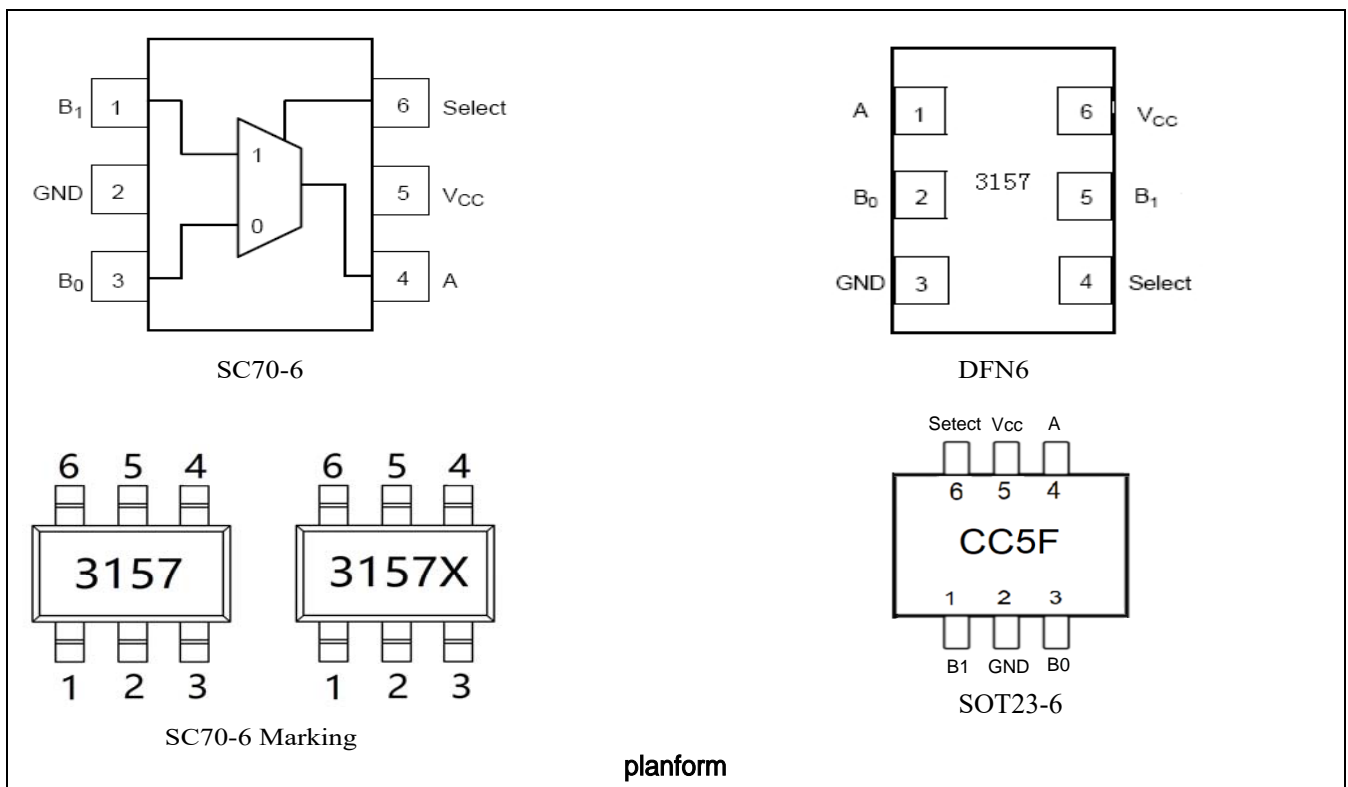 B1 1 6 Select
1
GND 2 5 VCC
0
B0 3 4 A
SC70-6
A 1 6 VCC
B0 2 3157 5 B1
GND 3 4 Select
DFN6
6 5 4 6 5 4
3157 3157X
1 2 3 1 2 3
SC70-6 Marking
Setect Vcc A
6 5 4
CC5F
1 2 3
B1 GND B0
SOT23-6
planform